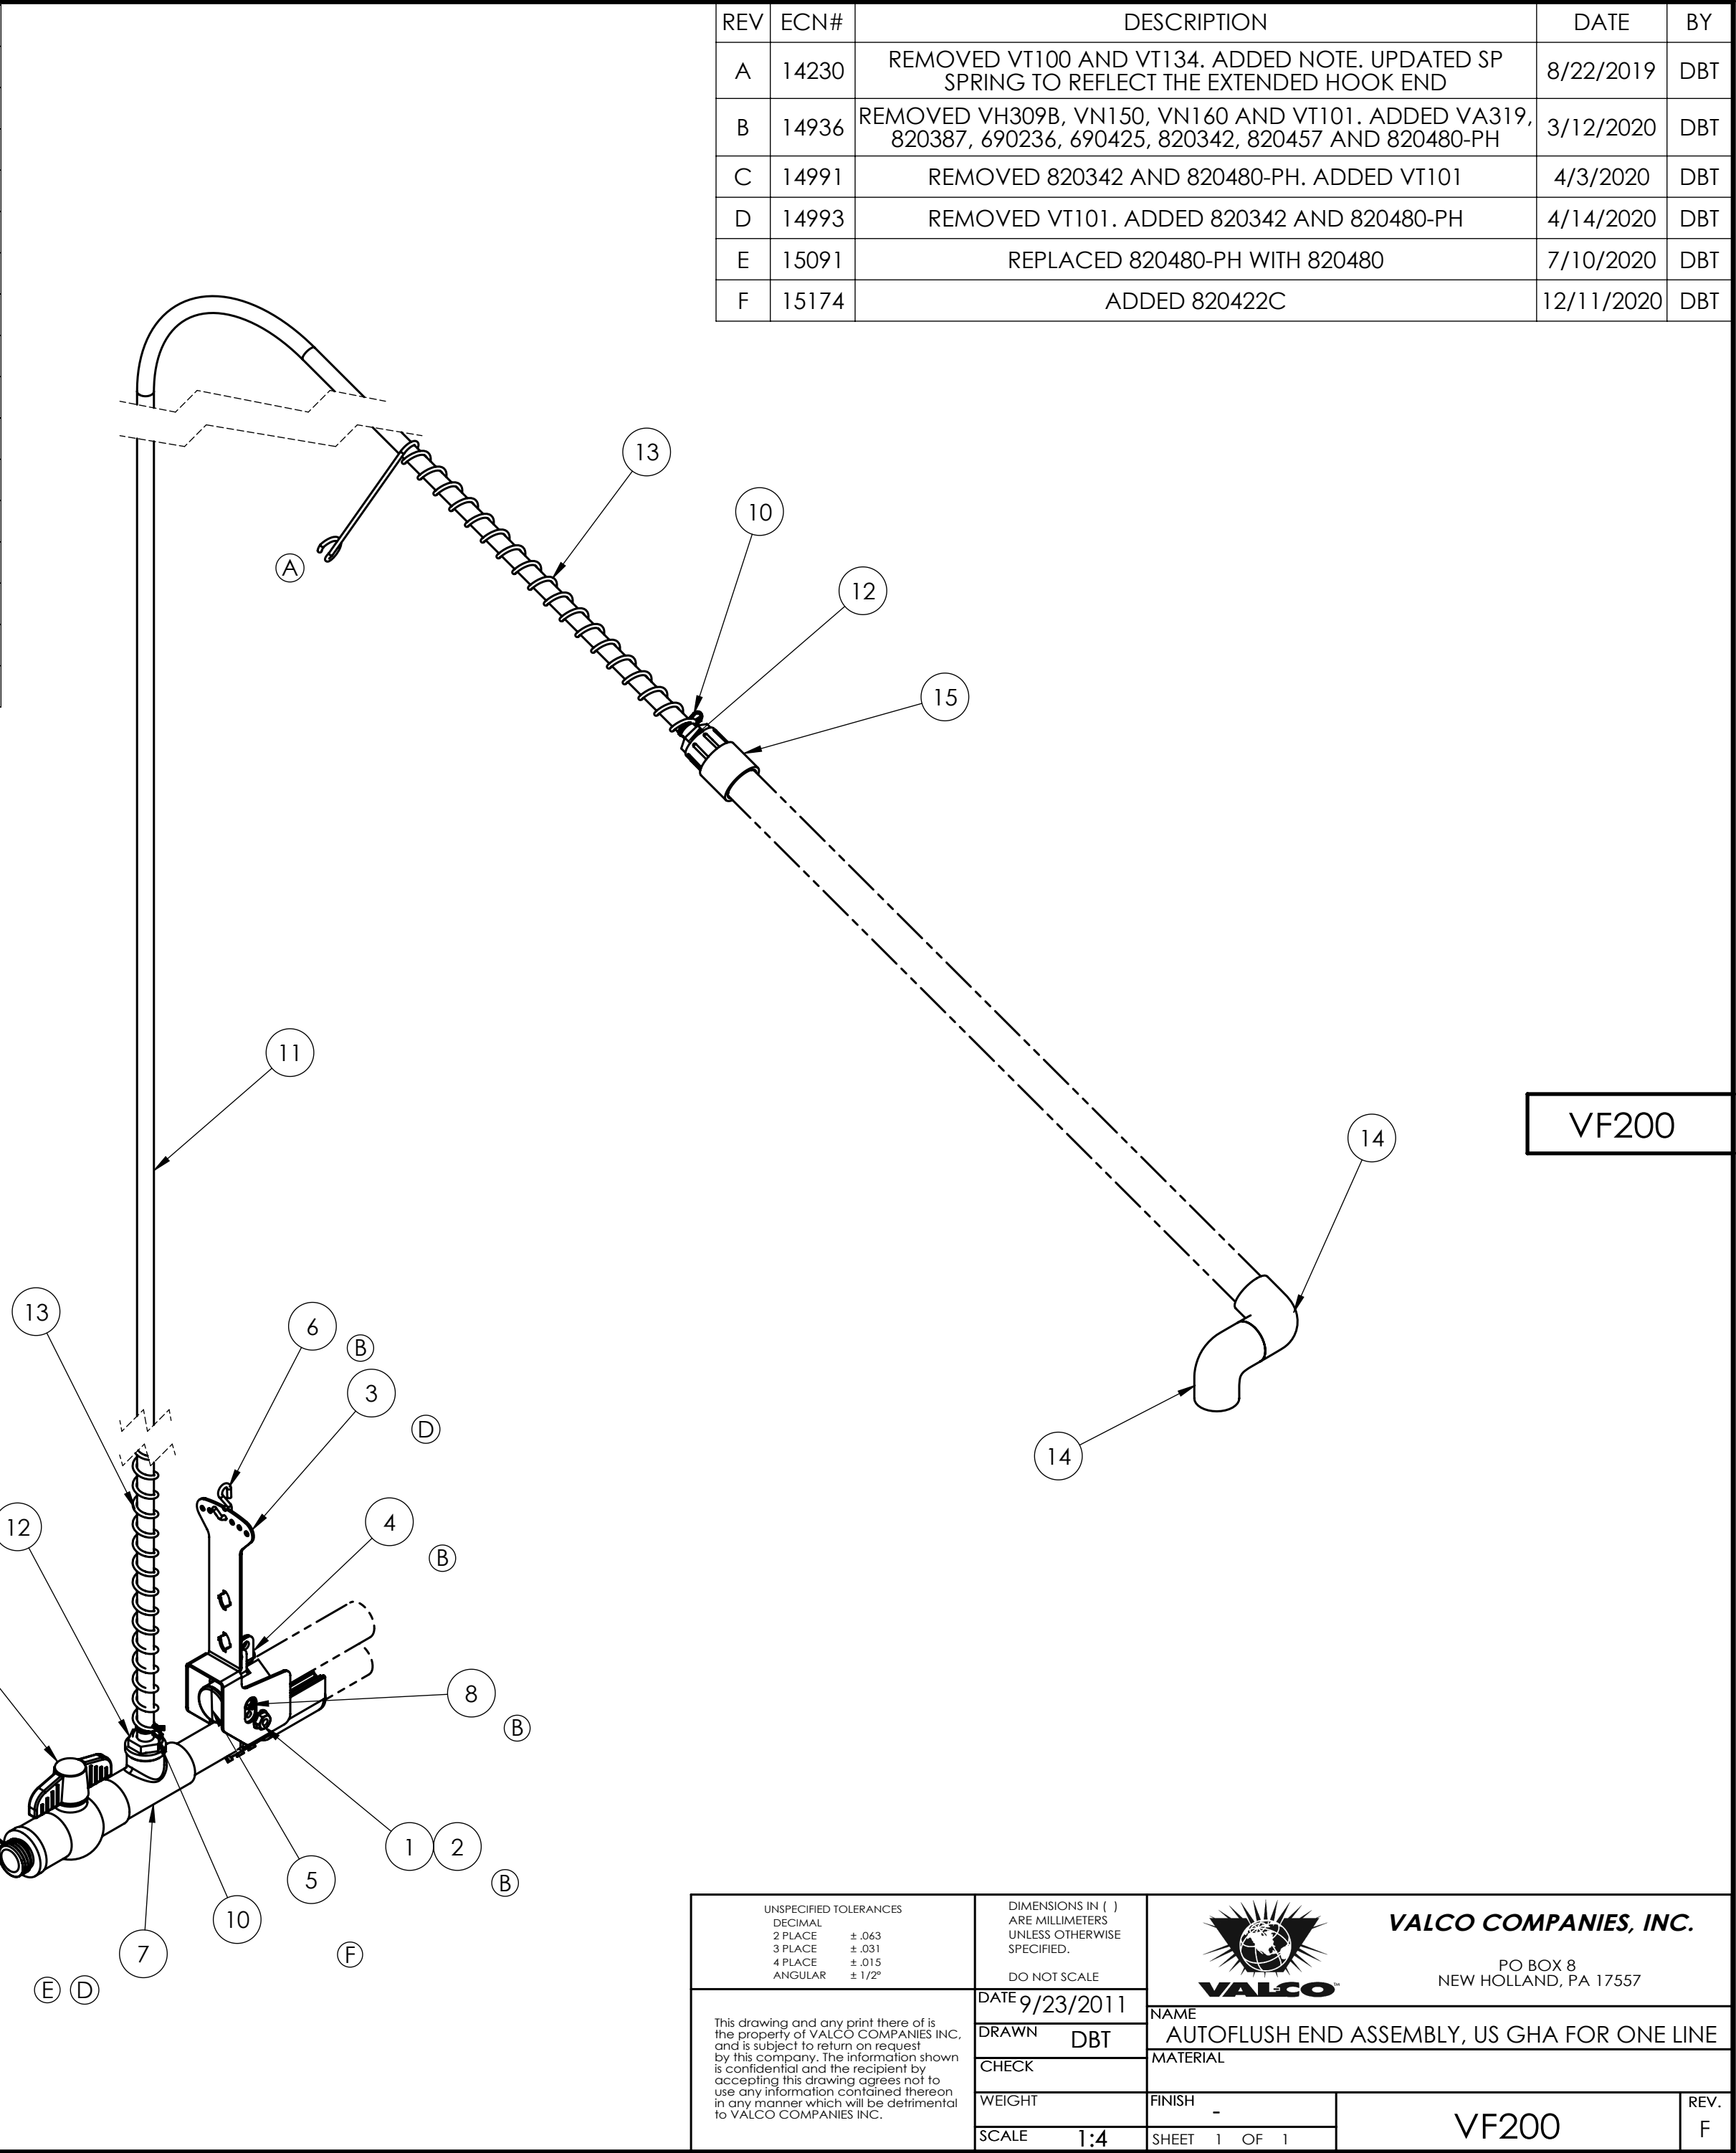 REV ECN# DESCRIPTION DATE BY
A 14230 REMOVED VT100 AND VT134. ADDED NOTE. UPDATED SP SPRING TO REFLECT THE EXTENDED HOOK END 8/22/2019 DBT
B 14936 REMOVED VH309B, VN150, VN160 AND VT101. ADDED VA319, 820387, 690236, 690425, 820342, 820457 AND 820480-PH 3/12/2020 DBT
C 14991 REMOVED 820342 AND 820480-PH. ADDED VT101 4/3/2020 DBT
D 14993 REMOVED VT101. ADDED 820342 AND 820480-PH 4/14/2020 DBT
E 15091 REPLACED 820480-PH WITH 820480 7/10/2020 DBT
F 15174 ADDED 820422C 12/11/2020 DBT
13
10
A
12
15
11
VF200
14
13
6
B
3
D
14
12
4
B
8
B
1 2
5
B
10
7
F
E D
UNSPECIFIED TOLERANCES
DECIMAL
2 PLACE ± .063
3 PLACE ± .031
4 PLACE ± .015
ANGULAR ± 1/2°
DIMENSIONS IN ( )
ARE MILLIMETERS
UNLESS OTHERWISE
SPECIFIED.
DO NOT SCALE
VALCO™
VALCO COMPANIES, INC.
PO BOX 8
NEW HOLLAND, PA 17557
This drawing and any print there of is
the property of VALCO COMPANIES INC,
and is subject to return on request
by this company. The information shown
is confidential and the recipient by
accepting this drawing agrees not to
use any information contained thereon
in any manner which will be detrimental
to VALCO COMPANIES INC.
DATE 9/23/2011
DRAWN DBT
CHECK
WEIGHT
SCALE 1:4
NAME
AUTOFLUSH END ASSEMBLY, US GHA FOR ONE LINE
MATERIAL
FINISH -
SHEET 1 OF 1
VF200
REV.
F